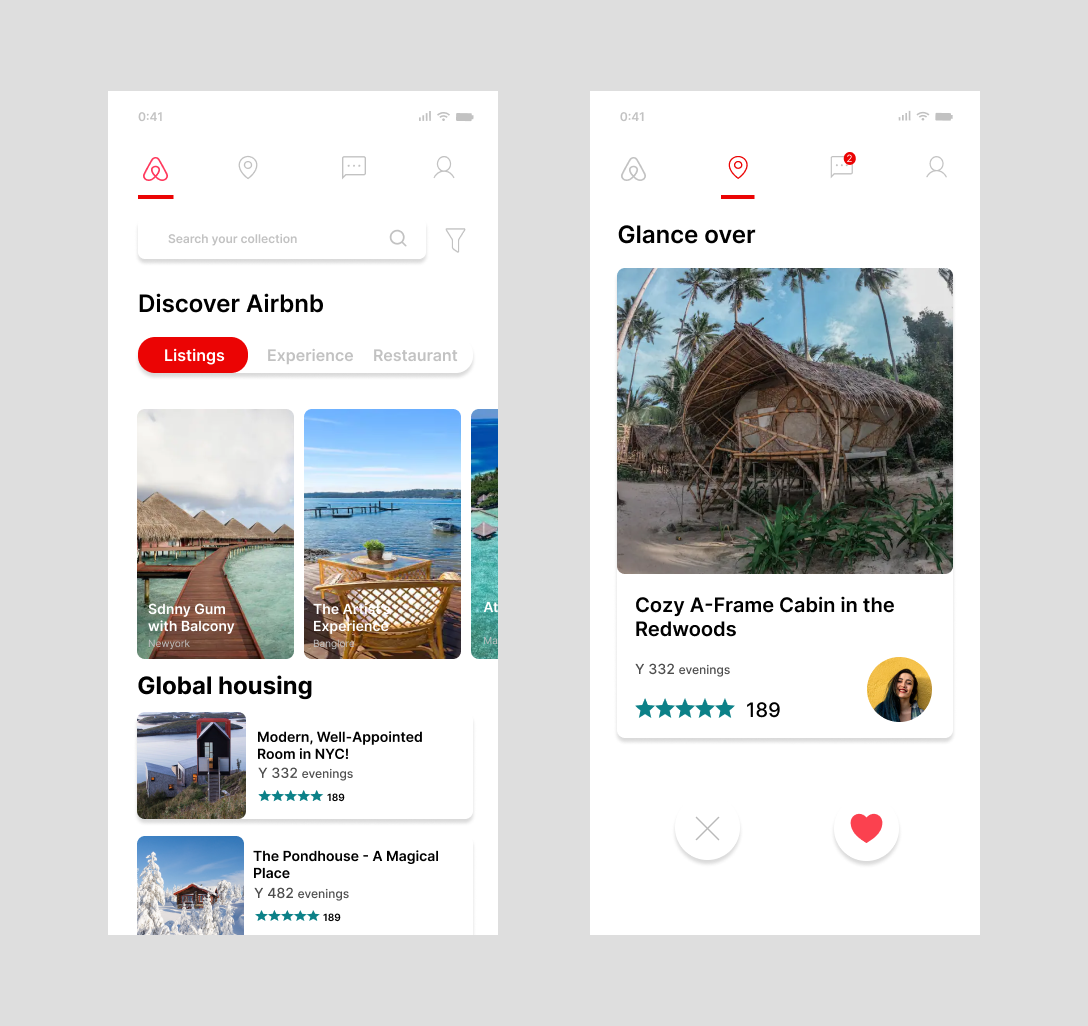 0:41
Search your collection
Discover Airbnb
Listings Experience Restaurant
Sdnny Gum
with Balcony
Newyork
The Artist's
Experience
Banglore
At
Ma
Global housing
Modern, Well-Appointed
Room in NYC!
Y 332 evenings
189
The Pondhouse - A Magical
Place
Y 482 evenings
189
0:41
2
Glance over
Cozy A-Frame Cabin in the
Redwoods
Y 332 evenings
189